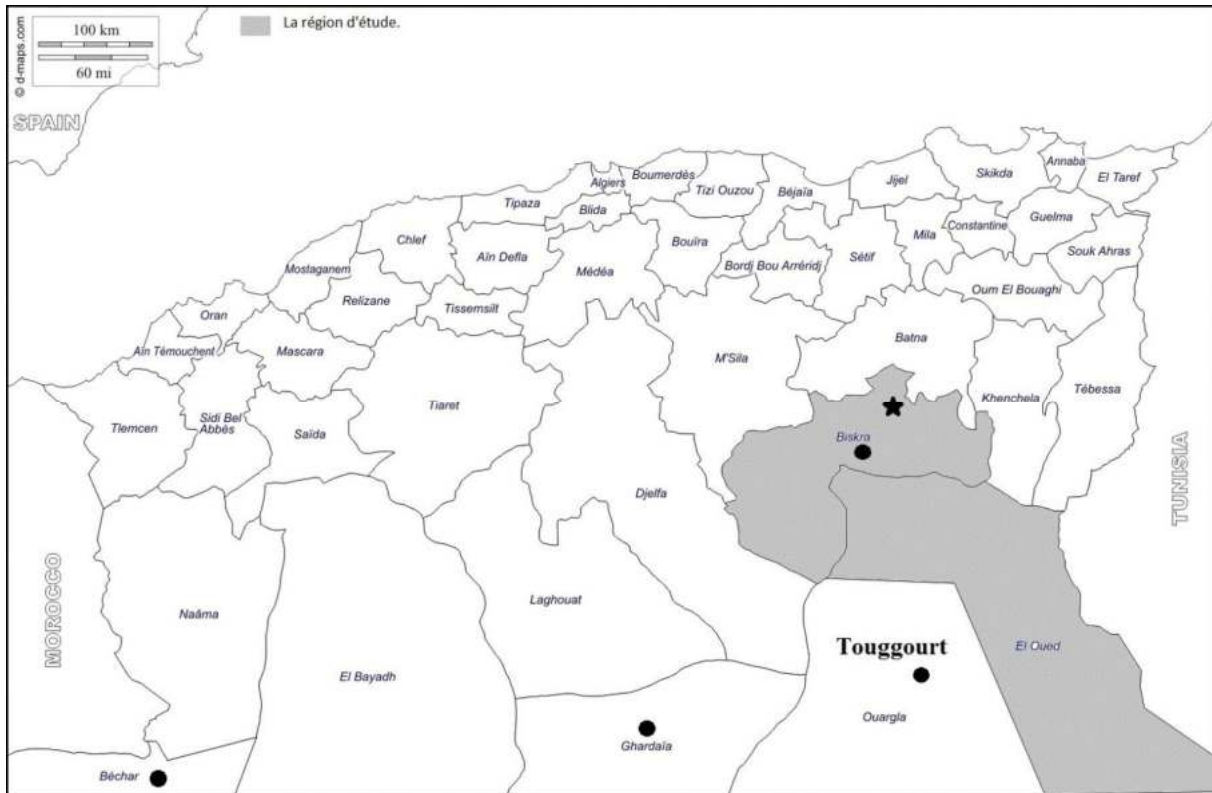 100 km
60 mi
© d-maps.com
La région d'étude.
SPAIN
Annaba
Skikda
El Taref
Boumerdès
Algiers
Tizi Ouzou
Béjaïa
Jijel
Tipaza
Blida
Guelma
Constantine
Mila
Chlef
Bouïra
Souk Ahras
Aïn Defla
Sétif
Bordj Bou Arréridj
Médéa
Mostaganem
Oum El Bouaghi
Relizane
Tissemsilt
Oran
Batna
Aïn Témouchent
Mascara
M'Sila
Tébessa
Khenchela
Tiaret
Sidi Bel
Abbés
Tlemcen
Saïda
Biskra
TUNISIA
Djelfa
MOROCCO
Laghouat
Naâma
Touggourt
El Oued
El Bayadh
Ouargla
Ghardaïa
Béchar